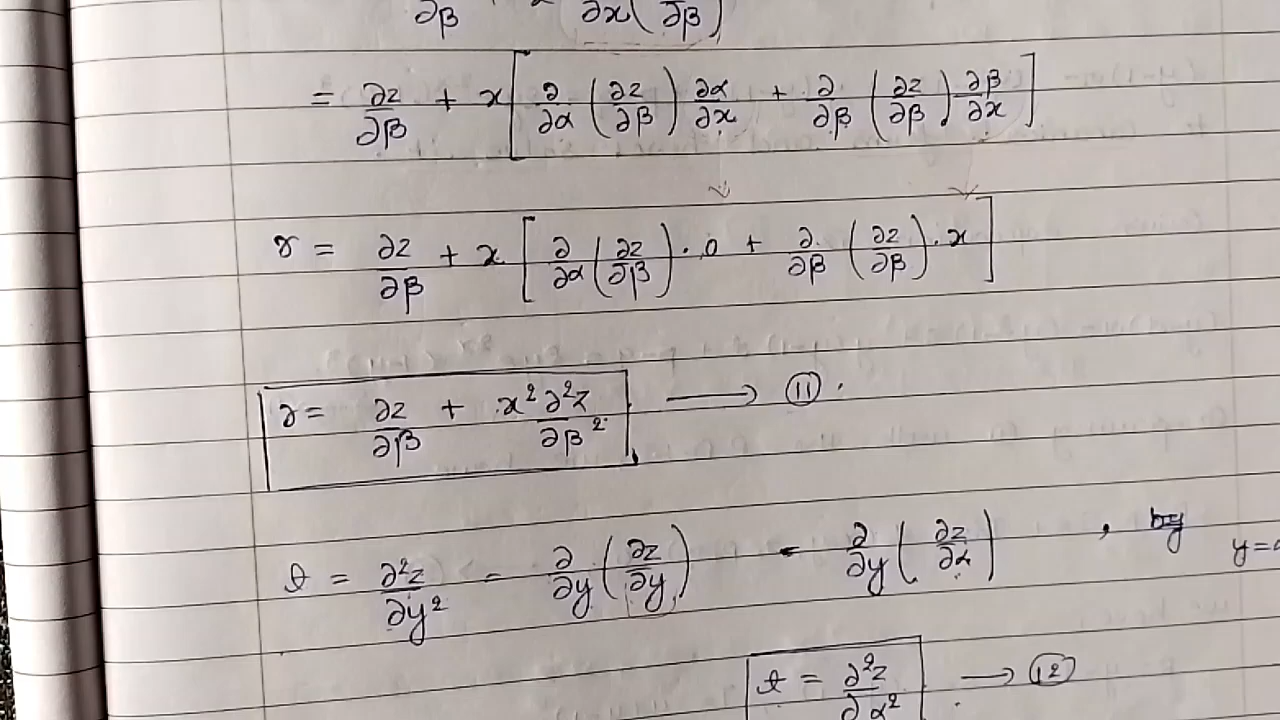 ∂β ∂x(∂β)
= ∂z/∂β + x[∂/∂α(∂z/∂β)∂α/∂x + ∂/∂β(∂z/∂β)∂β/∂x]
r = ∂z/∂β + x[∂/∂α(∂z/∂β)·0 + ∂/∂β(∂z/∂β)·x]
r = ∂z/∂β + x²∂²z/∂β² ⟶ ⑪.
t = ∂²z/∂y² = ∂/∂y(∂z/∂y) = ∂/∂y(∂z/∂α) , by
y=
t = ∂²z/∂α² ⟶ ⑫